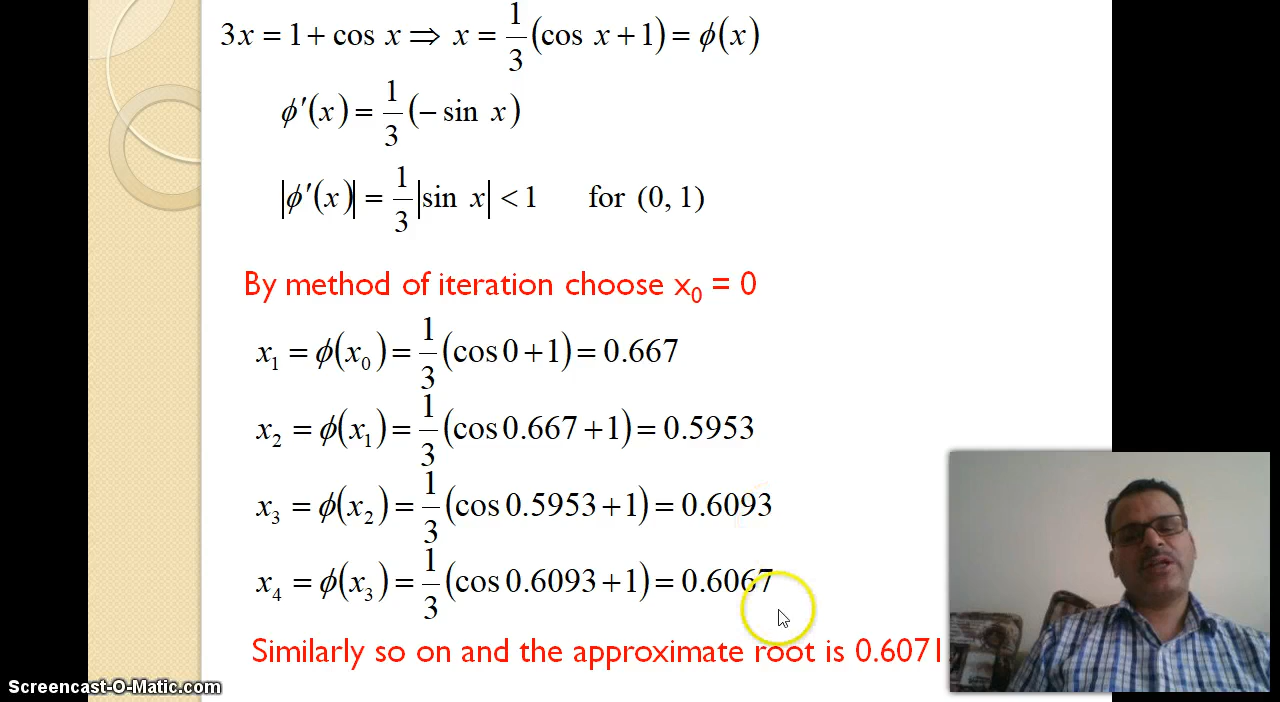 3x = 1 + cos x ⇒ x = 1/3 (cos x + 1) = ϕ(x)
ϕ′(x) = 1/3 (− sin x)
|ϕ′(x)| = 1/3 |sin x| < 1 for (0, 1)
By method of iteration choose x₀ = 0
x₁ = ϕ(x₀) = 1/3 (cos 0 + 1) = 0.667
x₂ = ϕ(x₁) = 1/3 (cos 0.667 + 1) = 0.5953
x₃ = ϕ(x₂) = 1/3 (cos 0.5953 + 1) = 0.6093
x₄ = ϕ(x₃) = 1/3 (cos 0.6093 + 1) = 0.6067
Similarly so on and the approximate root is 0.6071
Screencast-O-Matic.com